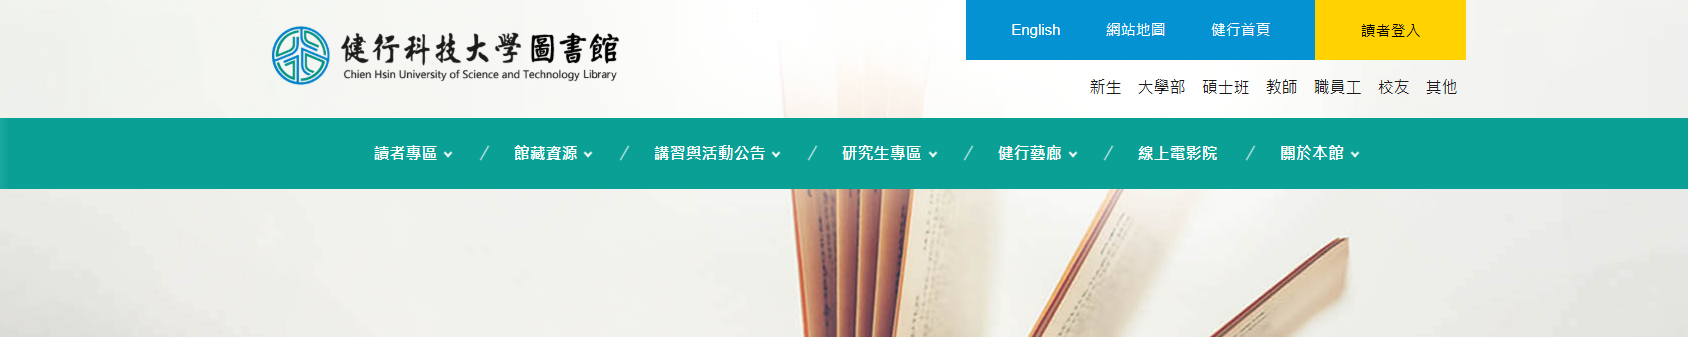 健行科技大學圖書館
Chien Hsin University of Science and Technology Library
English 網站地圖 健行首頁 讀者登入
新生 大學部 碩士班 教師 職員工 校友 其他
讀者專區 / 館藏資源 / 講習與活動公告 / 研究生專區 / 健行藝廊 / 線上電影院 / 關於本館